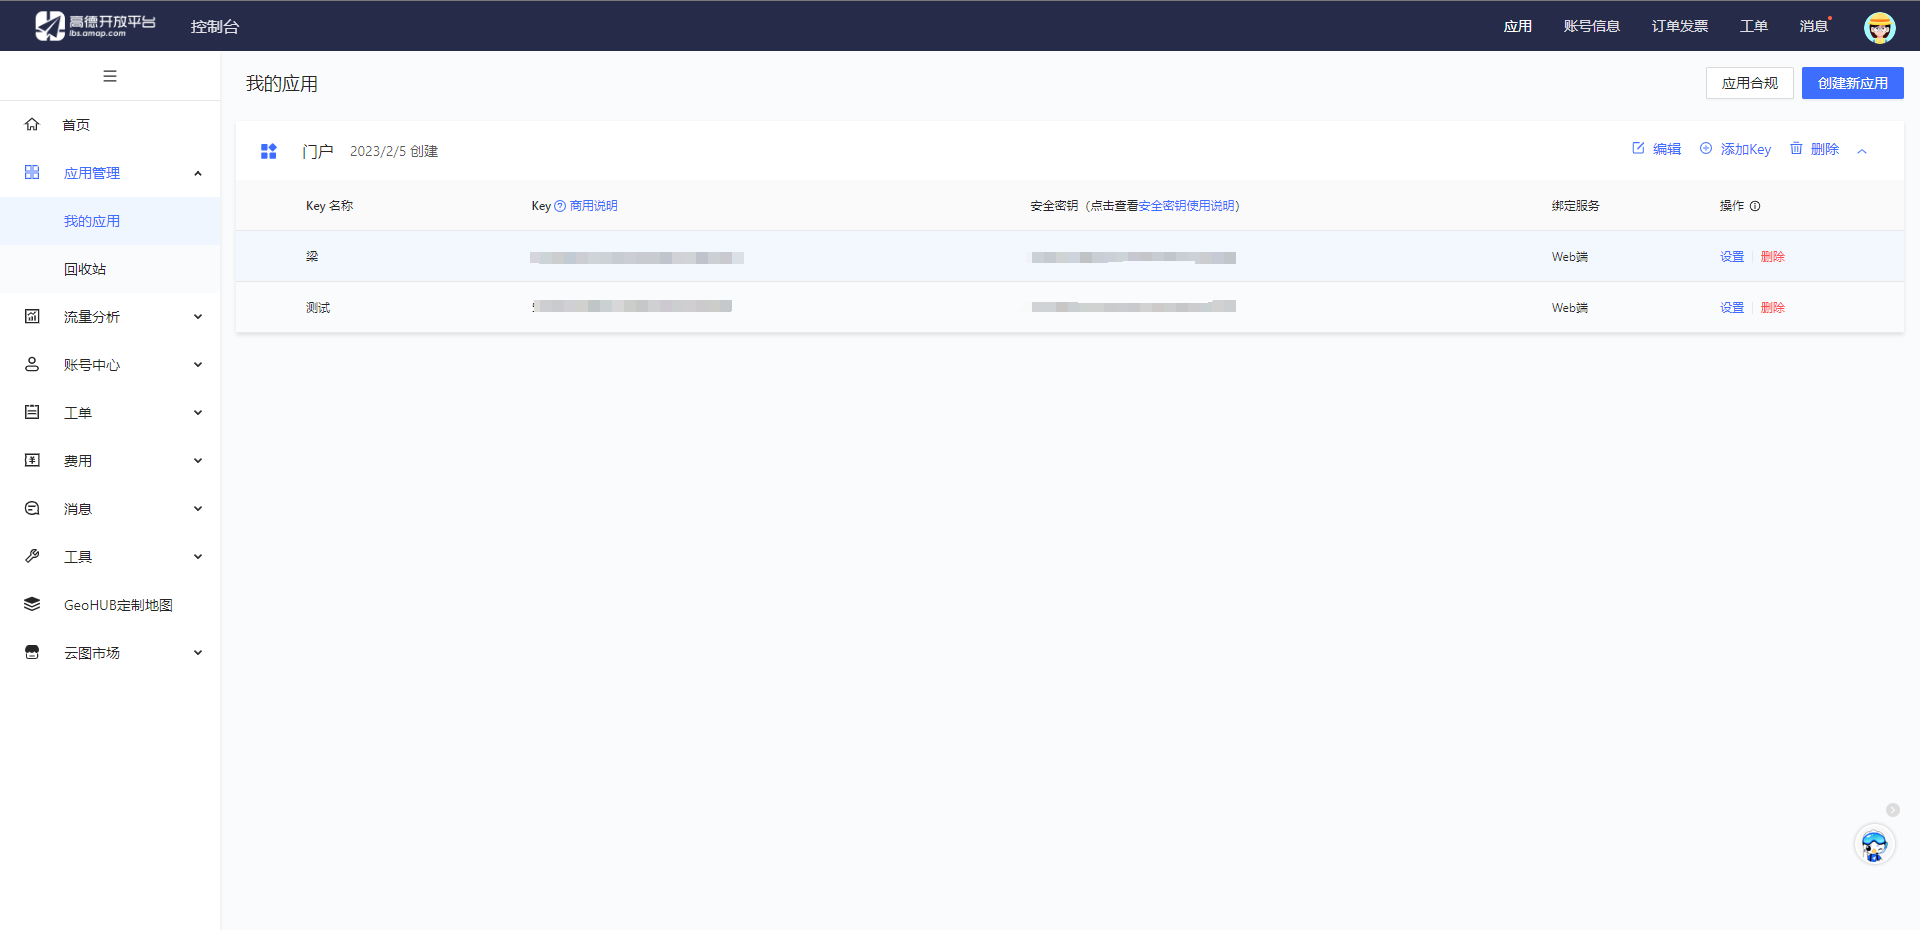 高德开放平台
lbs.amap.com
控制台
应用 账号信息 订单发票 工单 消息
首页
应用管理
我的应用
回收站
流量分析
账号中心
工单
费用
消息
工具
GeoHUB定制地图
云图市场
我的应用
应用合规 创建新应用
门户 2023/2/5 创建
编辑 添加Key 删除
Key 名称 Key 商用说明 安全密钥（点击查看安全密钥使用说明） 绑定服务 操作
梁 Web端 设置 删除
测试 Web端 设置 删除